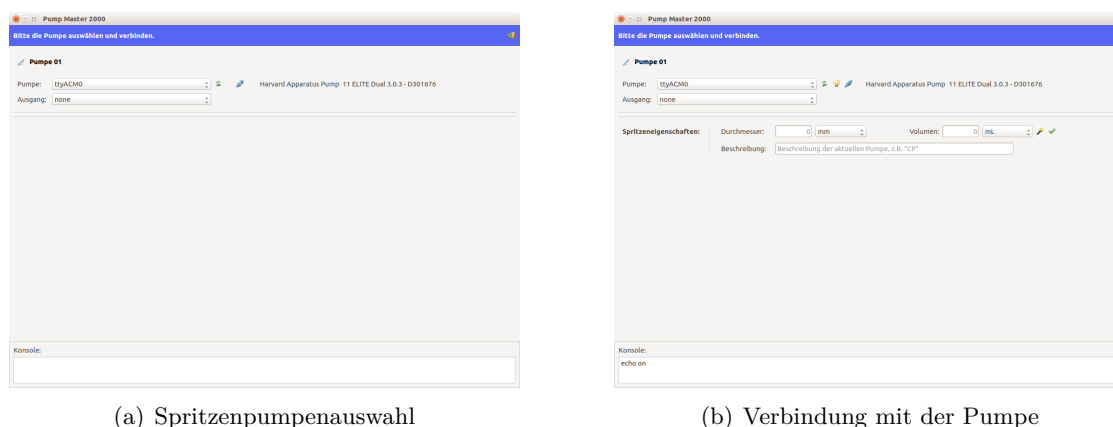 Pump Master 2000
Bitte die Pumpe auswählen und verbinden.
Pumpe 01
Pumpe: ttyACM0 Harvard Apparatus Pump 11 ELITE Dual 3.0.3 - D301676
Ausgang: none
Konsole:
(a) Spritzenpumpenauswahl
Pump Master 2000
Bitte die Pumpe auswählen und verbinden.
Pumpe 01
Pumpe: ttyACM0 Harvard Apparatus Pump 11 ELITE Dual 3.0.3 - D301676
Ausgang: none
Spritzeneigenschaften: Durchmesser: 0 mm Volumen: 0 mL
Beschreibung: Beschreibung der aktuellen Pumpe, z.B. "CP"
Konsole:
echo on
(b) Verbindung mit der Pumpe